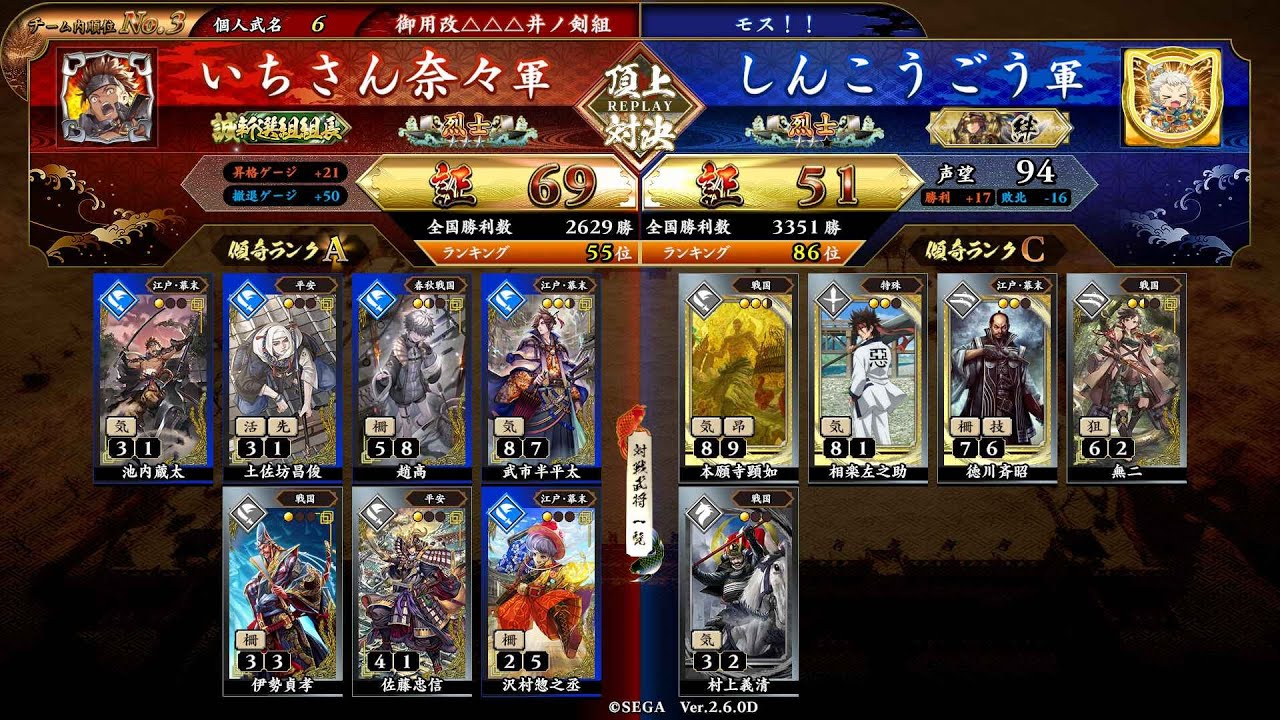 チーム内順位 No.3
個人武名 6
御用改△△△井ノ剣組
モス！！
いちさん奈々軍
頂上
REPLAY
対決
しんこうごう軍
誠新選組組長
烈士
烈士
絆
昇格ゲージ +21
撤退ゲージ +50
証 69
証 51
声望 94
勝利 +17 敗北 -16
全国勝利数 2629勝
全国勝利数 3351勝
ランキング 55位
ランキング 86位
傾奇ランク A
傾奇ランク C
江戸・幕末
気
3 1
池内蔵太
平安
活 先
3 1
土佐坊昌俊
春秋戦国
柵
5 8
趙高
江戸・幕末
気
8 7
武市半平太
戦国
気 昂
8 9
本願寺顕如
特殊
惡
気
8 1
相楽左之助
江戸・幕末
柵 技
7 6
徳川斉昭
戦国
狙
6 2
無二
対戦武将一覧
戦国
柵
3 3
伊勢貞孝
平安
4 1
佐藤忠信
江戸・幕末
柵
2 5
沢村惣之丞
戦国
気
3 2
村上義清
©SEGA Ver.2.6.0D